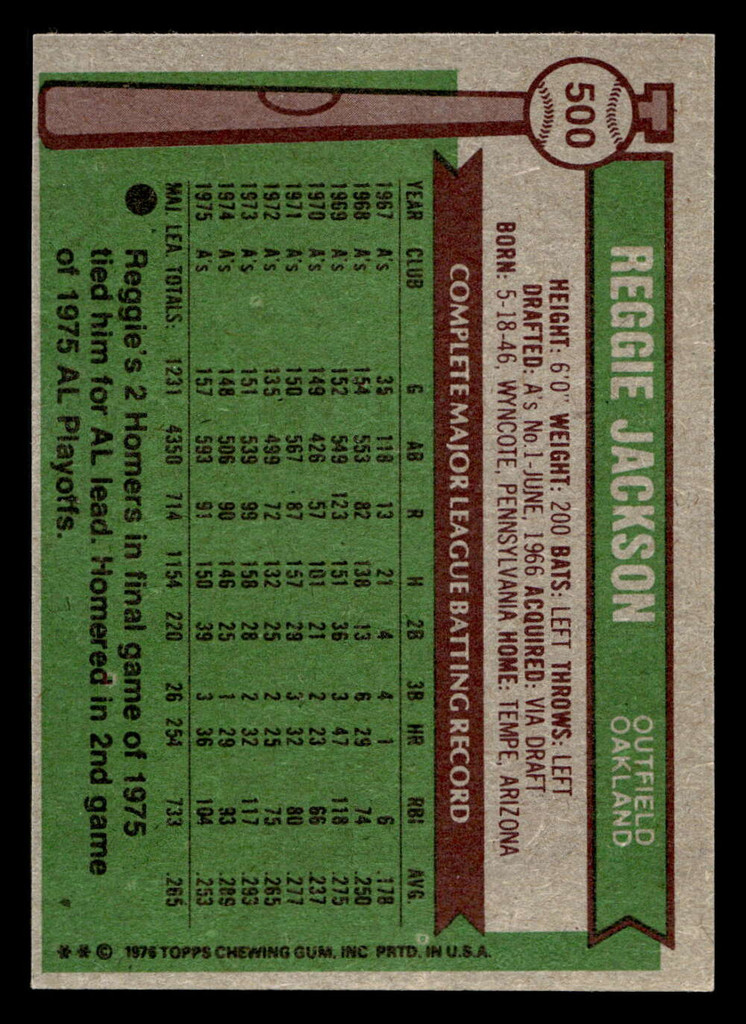 500
REGGIE JACKSON
OUTFIELD
OAKLAND
HEIGHT: 6'0" WEIGHT: 200 BATS: LEFT THROWS: LEFT
DRAFTED: A's No.1-JUNE, 1966 ACQUIRED: VIA DRAFT
BORN: 5-18-46, WYNCOTE, PENNSYLVANIA HOME: TEMPE, ARIZONA
COMPLETE MAJOR LEAGUE BATTING RECORD
YEAR CLUB G AB R H 2B 3B HR RBI AVG.
1967 A's 35 118 13 21 4 4 1 6 .178
1968 A's 154 553 82 138 13 6 29 74 .250
1969 A's 152 549 123 151 36 3 47 118 .275
1970 A's 149 426 57 101 21 2 23 66 .237
1971 A's 150 567 87 157 29 3 32 80 .277
1972 A's 135 499 72 132 25 2 25 75 .265
1973 A's 151 539 99 158 28 2 32 117 .293
1974 A's 148 506 90 146 25 1 29 93 .289
1975 A's 157 593 91 150 39 3 36 104 .253
MAJ. LEA. TOTALS: 1231 4350 714 1154 220 26 254 733 .265
Reggie's 2 Homers in final game of 1975
tied him for AL lead. Homered in 2nd game
of 1975 AL Playoffs.
**© 1976 TOPPS CHEWING GUM, INC PRTD. IN U.S.A.